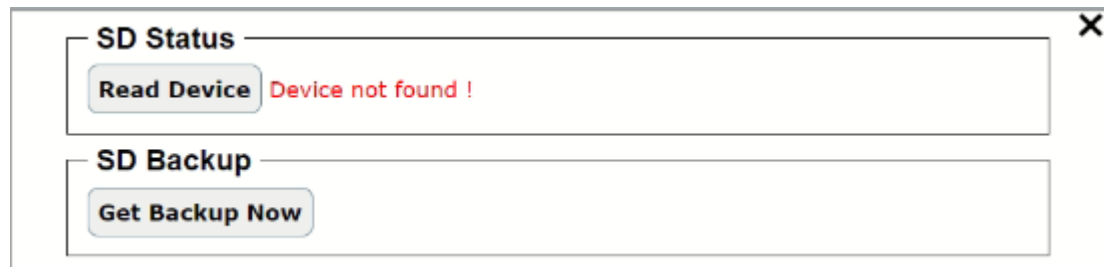 SD Status
Read Device Device not found !
SD Backup
Get Backup Now